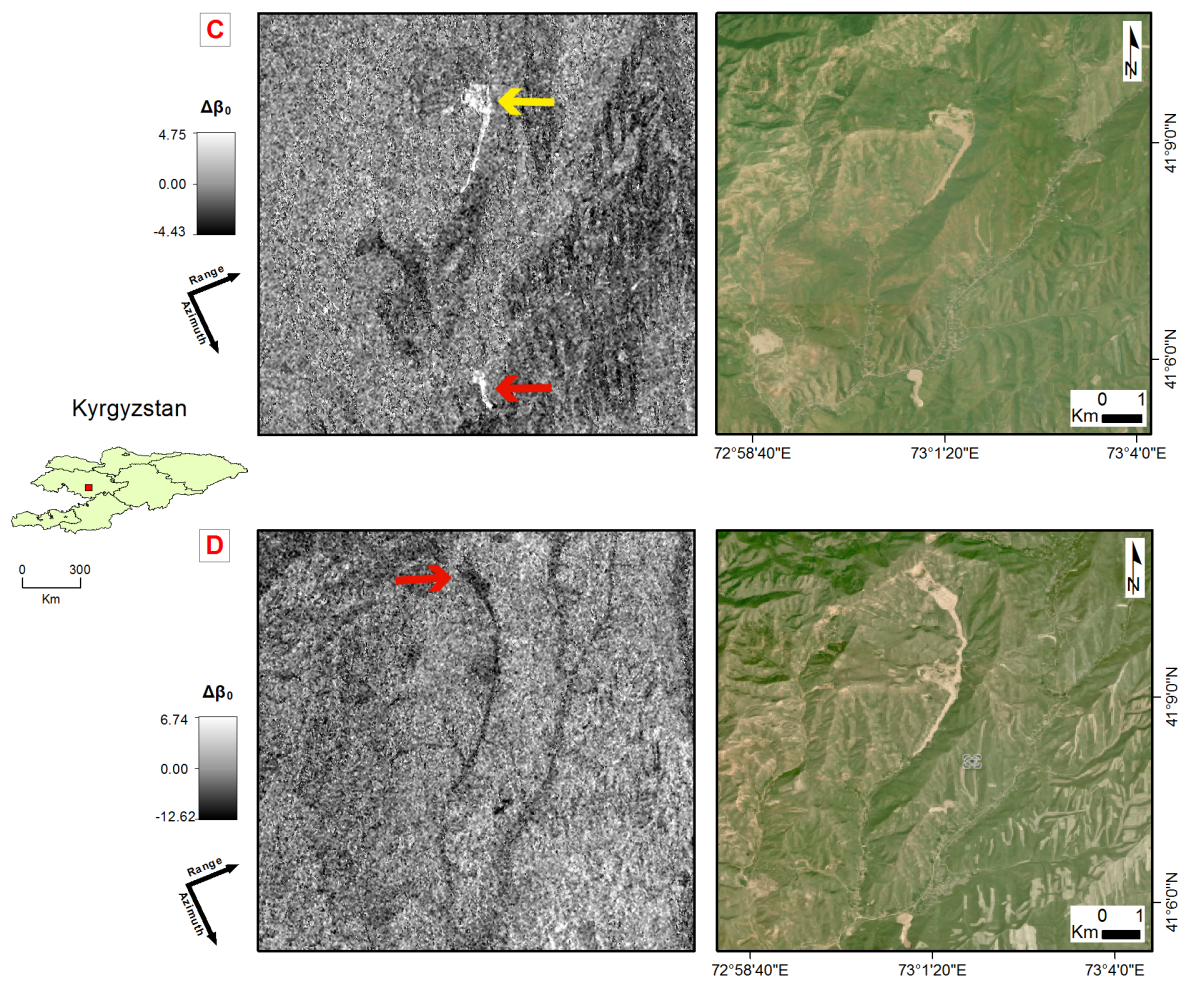 C
Δβ₀
4.75
0.00
-4.43
Range
Azimuth
N
41°9'0"N
41°6'0"N
0 1
Km
72°58'40"E 73°1'20"E 73°4'0"E
Kyrgyzstan
0 300
Km
D
Δβ₀
6.74
0.00
-12.62
Range
Azimuth
N
41°9'0"N
41°6'0"N
0 1
Km
72°58'40"E 73°1'20"E 73°4'0"E